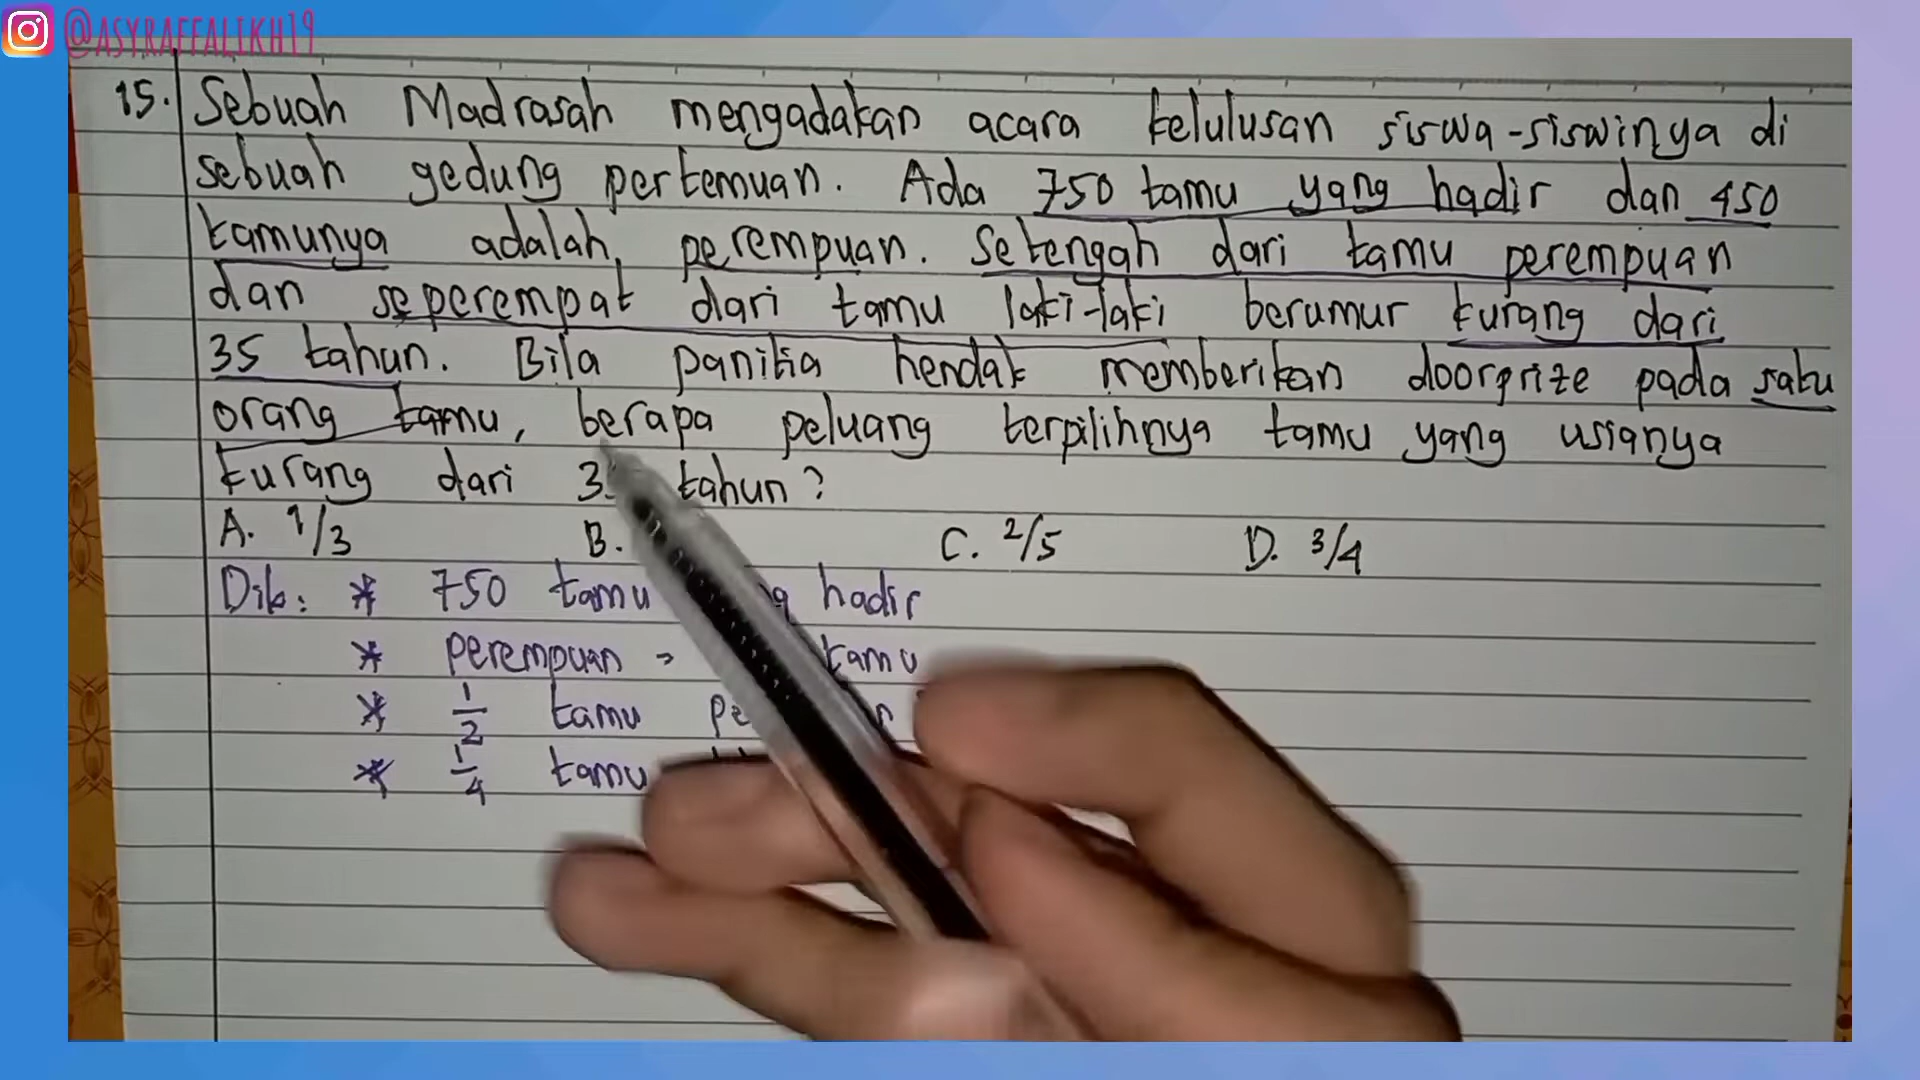 @ASYRAFFALIKH19
15. Sebuah Madrasah mengadakan acara kelulusan siswa-siswinya di
sebuah gedung pertemuan. Ada 750 tamu yang hadir dan 450
tamunya adalah perempuan. Setengah dari tamu perempuan
dan seperempat dari tamu laki-laki berumur kurang dari
35 tahun. Bila panitia hendak memberikan doorprize pada satu
orang tamu, berapa peluang terpilihnya tamu yang usianya
kurang dari 3 tahun?
A. 1/3 B. C. 2/5 D. 3/4
Dik: * 750 tamu hadir
* perempuan = tamu
* 1/2 tamu
* 1/4 tamu